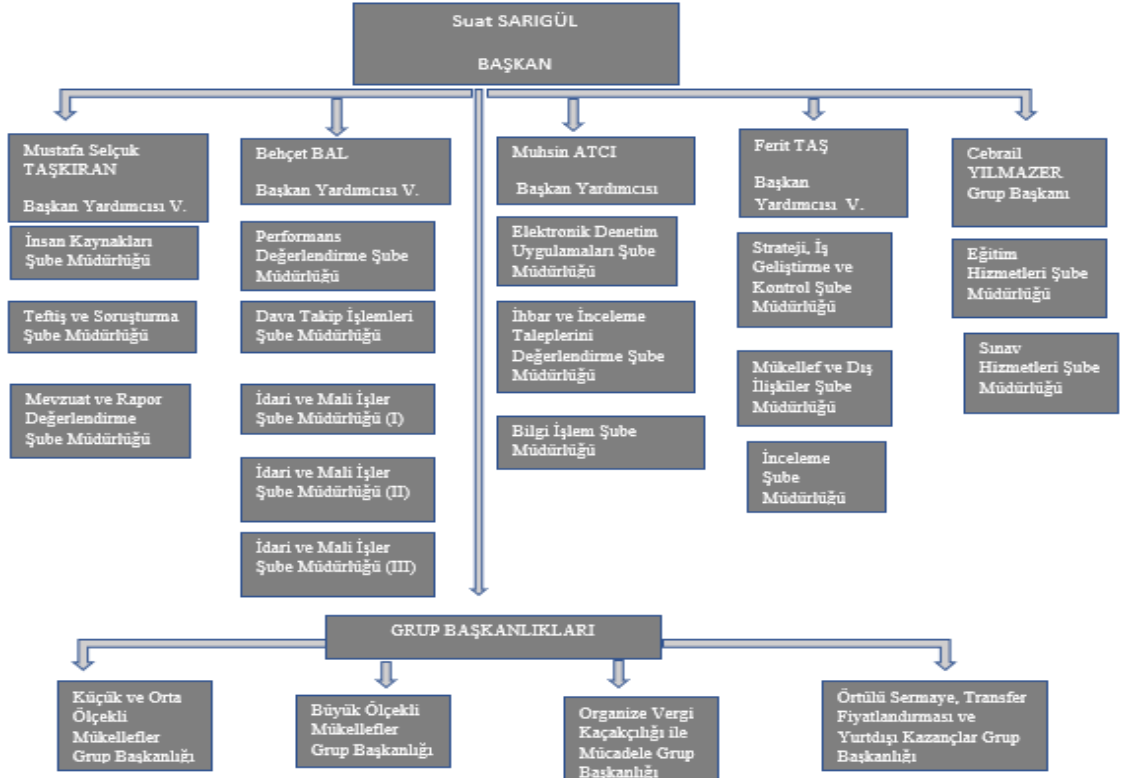 Suat SARIGÜL
BAŞKAN
Mustafa Selçuk
TAŞKIRAN
Başkan Yardımcısı V.
İnsan Kaynakları
Şube Müdürlüğü
Teftiş ve Soruşturma
Şube Müdürlüğü
Mevzuat ve Rapor
Değerlendirme
Şube Müdürlüğü
Behçet BAL
Başkan Yardımcısı V.
Performans
Değerlendirme Şube
Müdürlüğü
Dava Takip İşlemleri
Şube Müdürlüğü
İdari ve Mali İşler
Şube Müdürlüğü (I)
İdari ve Mali İşler
Şube Müdürlüğü (II)
İdari ve Mali İşler
Şube Müdürlüğü (III)
Muhsin ATCI
Başkan Yardımcısı
Elektronik Denetim
Uygulamaları Şube
Müdürlüğü
İhbar ve İnceleme
Taleplerini
Değerlendirme Şube
Müdürlüğü
Bilgi İşlem Şube
Müdürlüğü
Ferit TAŞ
Başkan
Yardımcısı V.
Strateji, İş
Geliştirme ve
Kontrol Şube
Müdürlüğü
Mükellef ve Dış
İlişkiler Şube
Müdürlüğü
İnceleme
Şube
Müdürlüğü
Cebrail
YILMAZER
Grup Başkanı
Eğitim
Hizmetleri Şube
Müdürlüğü
Sınav
Hizmetleri Şube
Müdürlüğü
GRUP BAŞKANLIKLARI
Küçük ve Orta
Ölçekli
Mükellefler
Grup Başkanlığı
Büyük Ölçekli
Mükellefler
Grup Başkanlığı
Organize Vergi
Kaçakçılığı ile
Mücadele Grup
Başkanlığı
Örtülü Sermaye, Transfer
Fiyatlandırması ve
Yurtdışı Kazançlar Grup
Başkanlığı